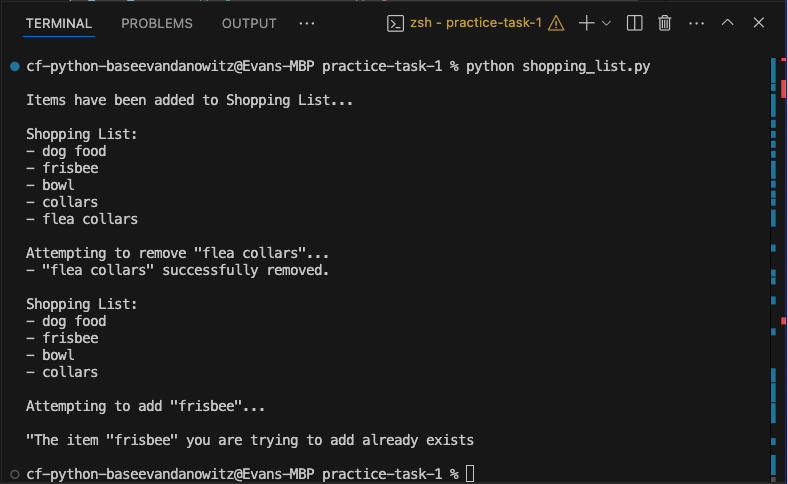 TERMINAL PROBLEMS OUTPUT ... zsh - practice-task-1
cf-python-baseevandanowitz@Evans-MBP practice-task-1 % python shopping_list.py
Items have been added to Shopping List...
Shopping List:
- dog food
- frisbee
- bowl
- collars
- flea collars
Attempting to remove "flea collars"...
- "flea collars" successfully removed.
Shopping List:
- dog food
- frisbee
- bowl
- collars
Attempting to add "frisbee"...
"The item "frisbee" you are trying to add already exists
cf-python-baseevandanowitz@Evans-MBP practice-task-1 %